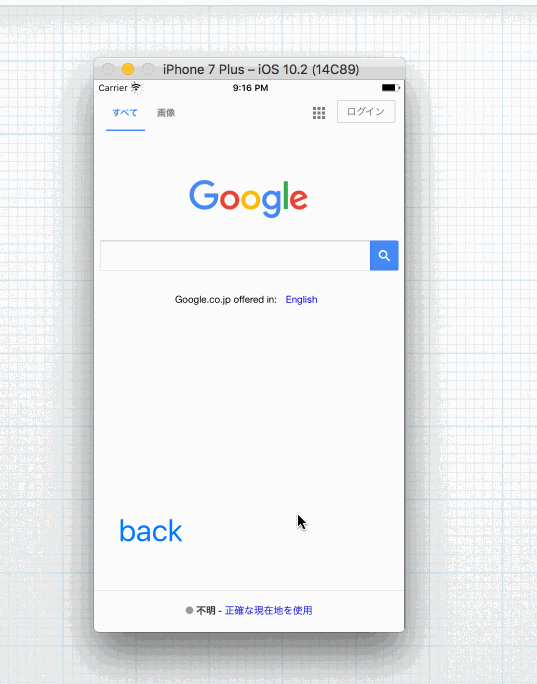 iPhone 7 Plus – iOS 10.2 (14C89)
Carrier 9:16 PM
すべて 画像 ログイン
Google
Google.co.jp offered in: English
back
不明 - 正確な現在地を使用